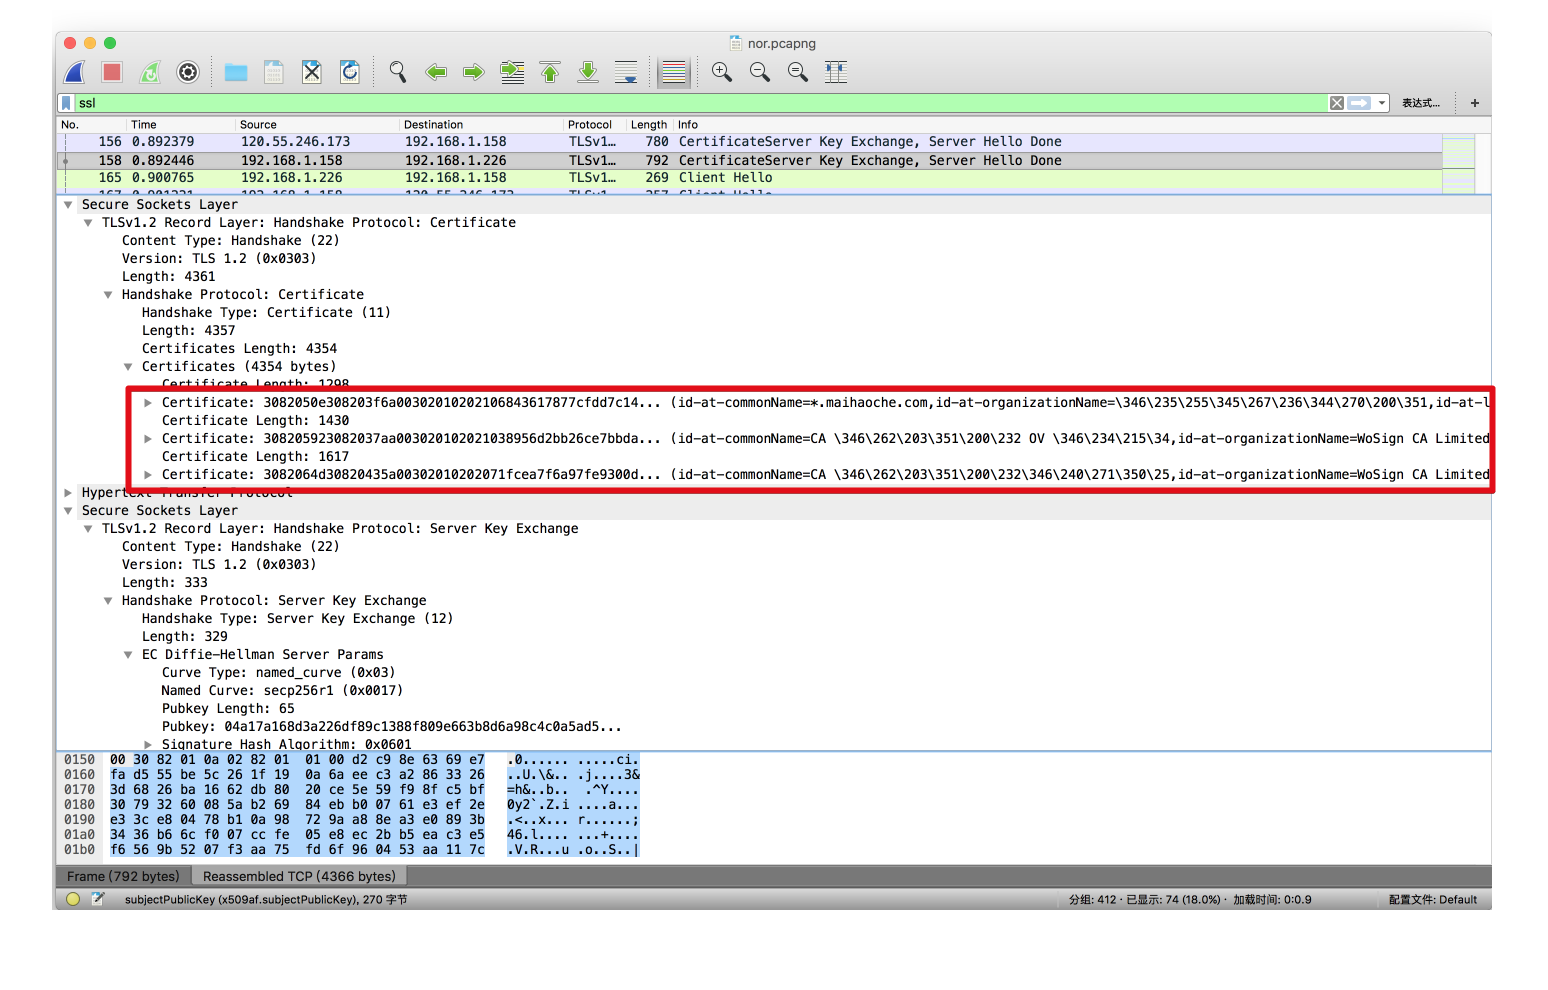 nor.pcapng
ssl
表达式… +
No. Time Source Destination Protocol Length Info
156 0.892379 120.55.246.173 192.168.1.158 TLSv1… 780 CertificateServer Key Exchange, Server Hello Done
158 0.892446 192.168.1.158 192.168.1.226 TLSv1… 792 CertificateServer Key Exchange, Server Hello Done
165 0.900765 192.168.1.226 192.168.1.158 TLSv1… 269 Client Hello
167 0.901221 192.168.1.158 120.55.246.173 TLSv1… 257 Client Hello
Secure Sockets Layer
TLSv1.2 Record Layer: Handshake Protocol: Certificate
Content Type: Handshake (22)
Version: TLS 1.2 (0x0303)
Length: 4361
Handshake Protocol: Certificate
Handshake Type: Certificate (11)
Length: 4357
Certificates Length: 4354
Certificates (4354 bytes)
Certificate Length: 1298
Certificate: 3082050e308203f6a00302010202106843617877cfdd7c14... (id-at-commonName=*.maihaoche.com,id-at-organizationName=\346\235\255\345\267\236\344\270\200\351,id-at-l
Certificate Length: 1430
Certificate: 308205923082037aa003020102021038956d2bb26ce7bbda... (id-at-commonName=CA \346\262\203\351\200\232 OV \346\234\215\34,id-at-organizationName=WoSign CA Limited
Certificate Length: 1617
Certificate: 3082064d30820435a00302010202071fcea7f6a97fe9300d... (id-at-commonName=CA \346\262\203\351\200\232\346\240\271\350\25,id-at-organizationName=WoSign CA Limited
Hypertext Transfer Protocol
Secure Sockets Layer
TLSv1.2 Record Layer: Handshake Protocol: Server Key Exchange
Content Type: Handshake (22)
Version: TLS 1.2 (0x0303)
Length: 333
Handshake Protocol: Server Key Exchange
Handshake Type: Server Key Exchange (12)
Length: 329
EC Diffie-Hellman Server Params
Curve Type: named_curve (0x03)
Named Curve: secp256r1 (0x0017)
Pubkey Length: 65
Pubkey: 04a17a168d3a226df89c1388f809e663b8d6a98c4c0a5ad5...
Signature Hash Algorithm: 0x0601
0150 00 30 82 01 0a 02 82 01 01 00 d2 c9 8e 63 69 e7 .0...... .....ci.
0160 fa d5 55 be 5c 26 1f 19 0a 6a ee c3 a2 86 33 26 ..U.\&.. .j....3&
0170 3d 68 26 ba 16 62 db 80 20 ce 5e 59 f9 8f c5 bf =h&..b.. .^Y....
0180 30 79 32 60 08 5a b2 69 84 eb b0 07 61 e3 ef 2e 0y2`.Z.i ....a...
0190 e3 3c e8 04 78 b1 0a 98 72 9a a8 8e a3 e0 89 3b .<..x... r......;
01a0 34 36 b6 6c f0 07 cc fe 05 e8 ec 2b b5 ea c3 e5 46.l.... ...+....
01b0 f6 56 9b 52 07 f3 aa 75 fd 6f 96 04 53 aa 11 7c .V.R...u .o..S..|
Frame (792 bytes) Reassembled TCP (4366 bytes)
subjectPublicKey (x509af.subjectPublicKey), 270 字节 分组: 412 · 已显示: 74 (18.0%) · 加载时间: 0:0.9 配置文件: Default